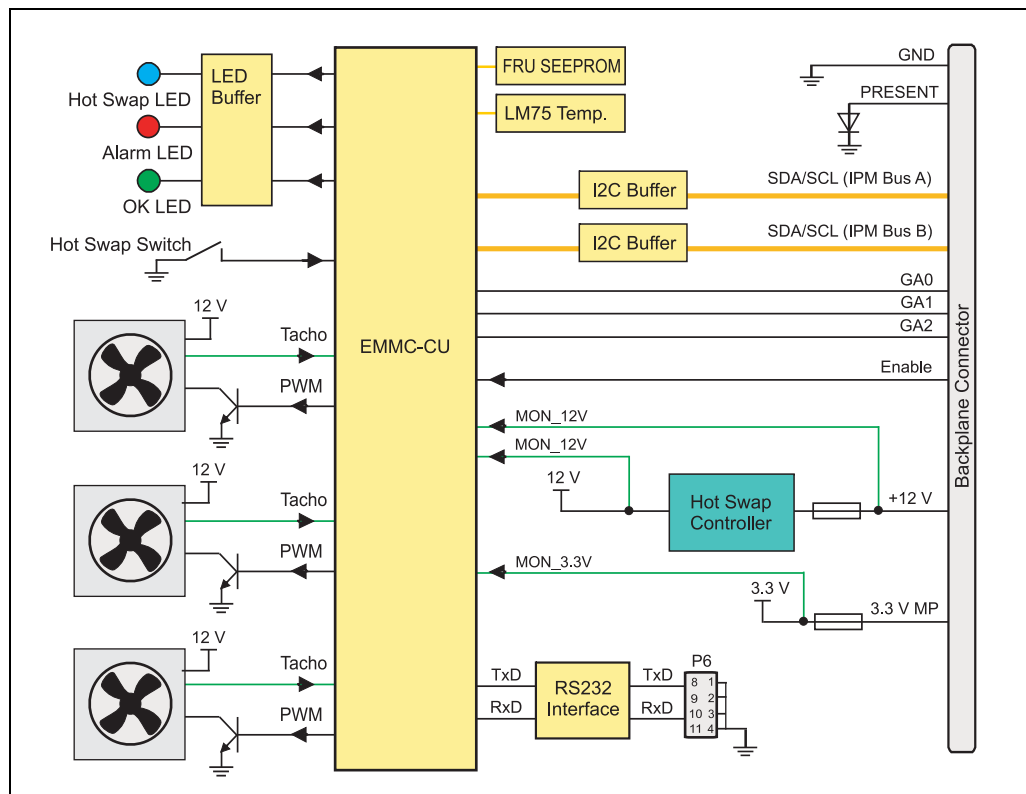 LED
Buffer
Hot Swap LED
Alarm LED
OK LED
Hot Swap Switch
12 V
Tacho
PWM
12 V
Tacho
PWM
12 V
Tacho
PWM
EMMC-CU
FRU SEEPROM
LM75 Temp.
I2C Buffer
I2C Buffer
GND
PRESENT
SDA/SCL (IPM Bus A)
SDA/SCL (IPM Bus B)
GA0
GA1
GA2
Enable
MON_12V
MON_12V
12 V
Hot Swap
Controller
+12 V
MON_3.3V
3.3 V
3.3 V MP
TxD
RxD
RS232
Interface
TxD
RxD
P6
8 1
9 2
10 3
11 4
Backplane Connector